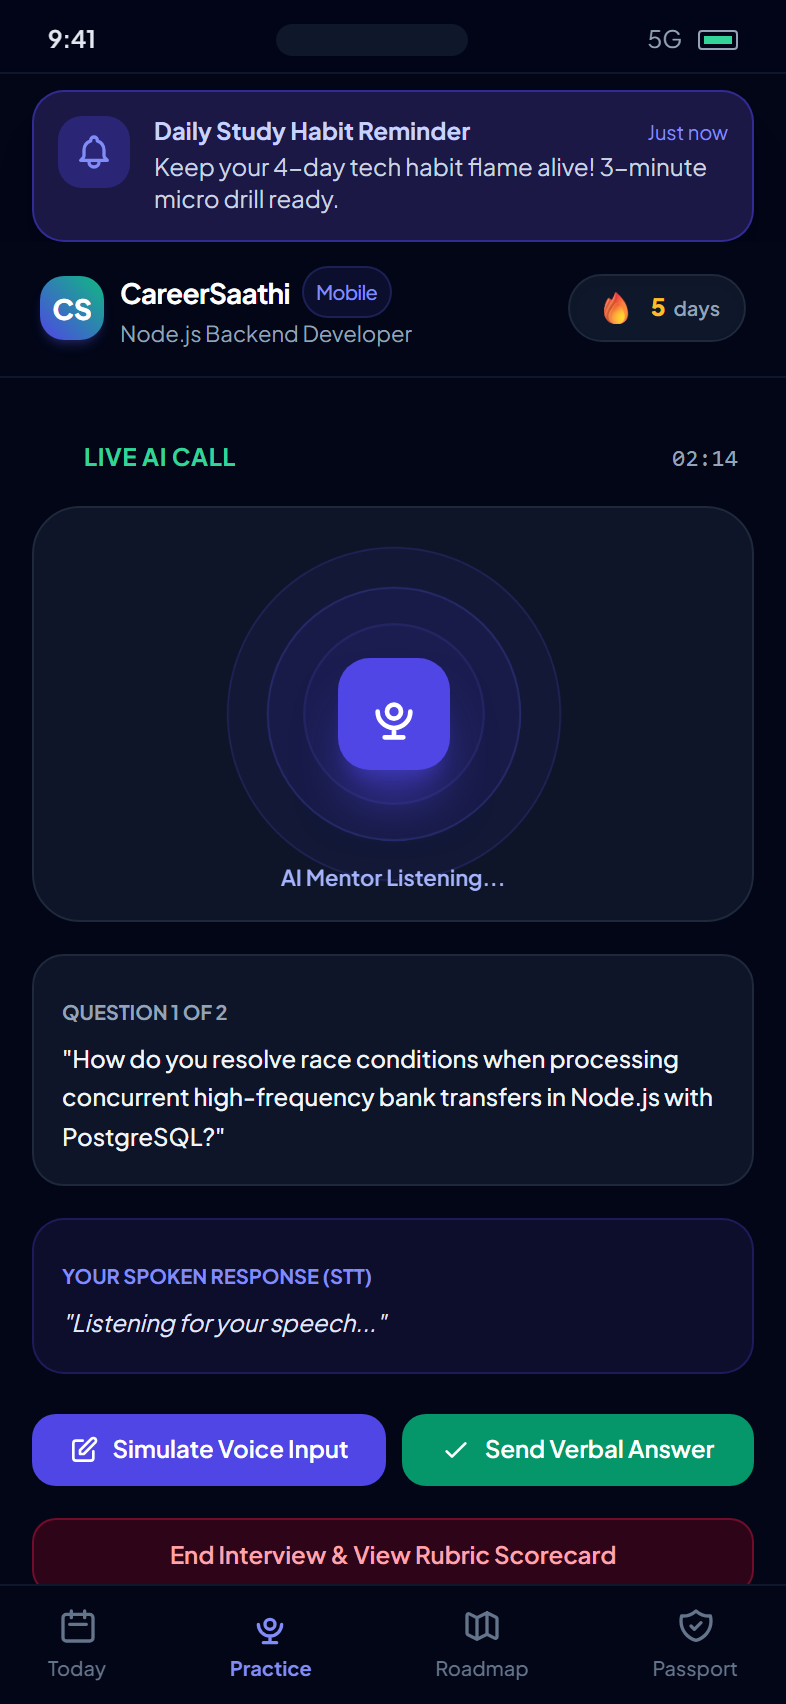 9:41
5G
Daily Study Habit Reminder
Just now
Keep your 4-day tech habit flame alive! 3-minute
micro drill ready.
CS
CareerSaathi
Mobile
Node.js Backend Developer
5 days
LIVE AI CALL
02:14
AI Mentor Listening...
QUESTION 1 OF 2
"How do you resolve race conditions when processing
concurrent high-frequency bank transfers in Node.js with
PostgreSQL?"
YOUR SPOKEN RESPONSE (STT)
"Listening for your speech..."
Simulate Voice Input
Send Verbal Answer
End Interview & View Rubric Scorecard
Today
Practice
Roadmap
Passport